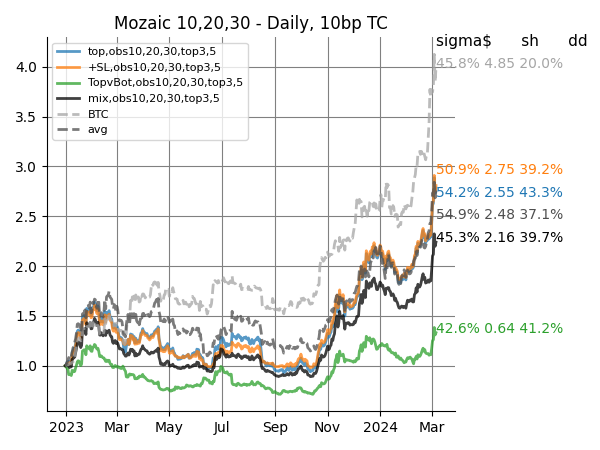 Mozaic 10,20,30 - Daily, 10bp TC
sigma$ sh dd
top,obs10,20,30,top3,5
+SL,obs10,20,30,top3,5
TopvBot,obs10,20,30,top3,5
mix,obs10,20,30,top3,5
BTC
avg
45.8% 4.85 20.0%
50.9% 2.75 39.2%
54.2% 2.55 43.3%
54.9% 2.48 37.1%
45.3% 2.16 39.7%
42.6% 0.64 41.2%
4.0
3.5
3.0
2.5
2.0
1.5
1.0
2023 Mar May Jul Sep Nov 2024 Mar